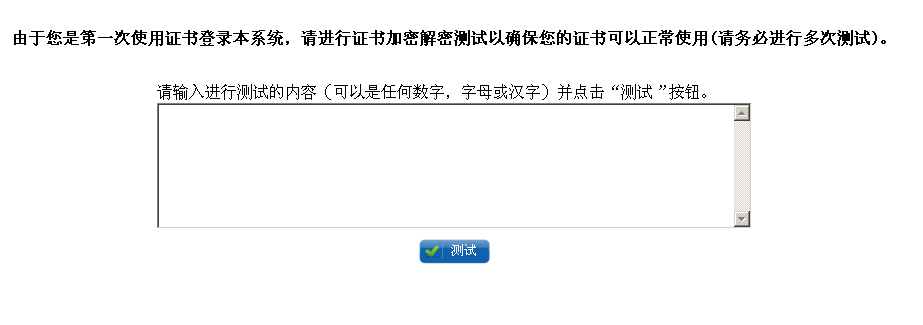 由于您是第一次使用证书登录本系统，请进行证书加密解密测试以确保您的证书可以正常使用(请务必进行多次测试)。
请输入进行测试的内容（可以是任何数字，字母或汉字）并点击“测试 ”按钮。
测试